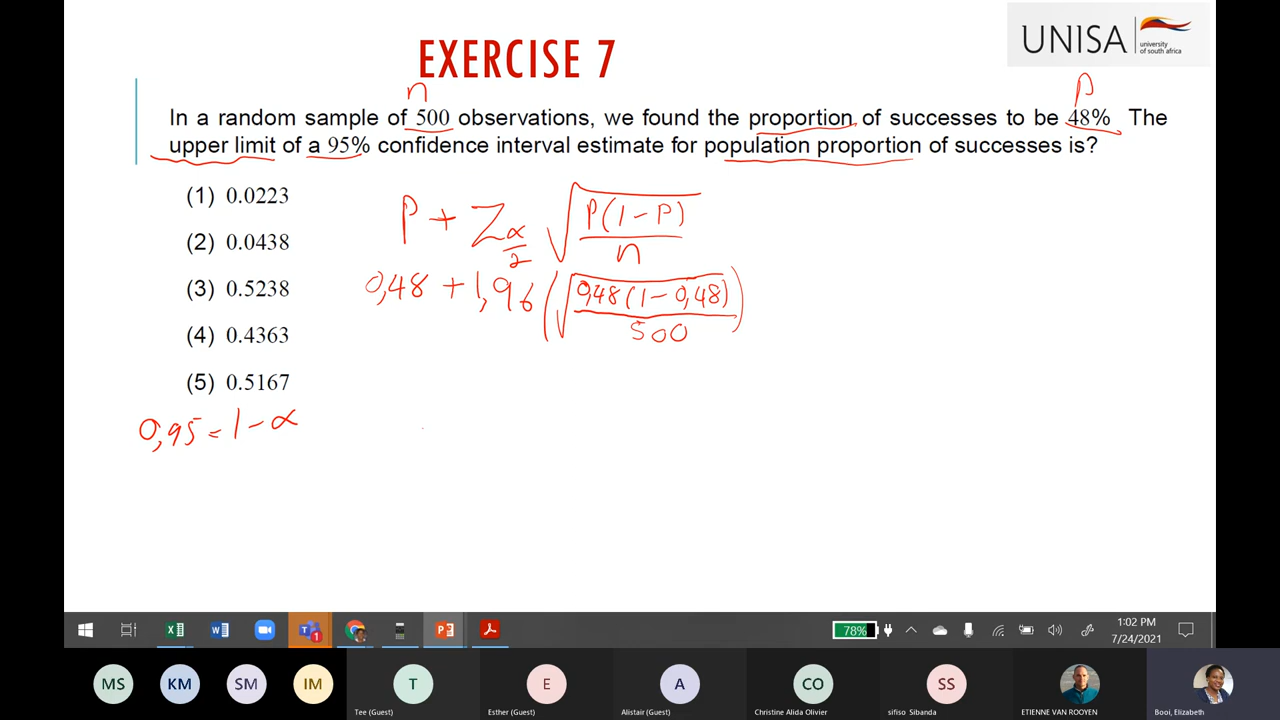 EXERCISE 7
UNISA
university
of south africa
n
p
In a random sample of 500 observations, we found the proportion of successes to be 48% The
upper limit of a 95% confidence interval estimate for population proportion of successes is?
(1) 0.0223
(2) 0.0438
(3) 0.5238
(4) 0.4363
(5) 0.5167
P + Z α/2 √ P(1-P) / n
0,48 + 1,96 (√ 0,48(1-0,48) / 500)
0,95 = 1-α
1
78%
1:02 PM
7/24/2021
MS
KM
SM
IM
T
E
A
CO
SS
Tee (Guest)
Esther (Guest)
Alistair (Guest)
Christine Alida Olivier
sifiso Sibanda
ETIENNE VAN ROOYEN
Booi, Elizabeth